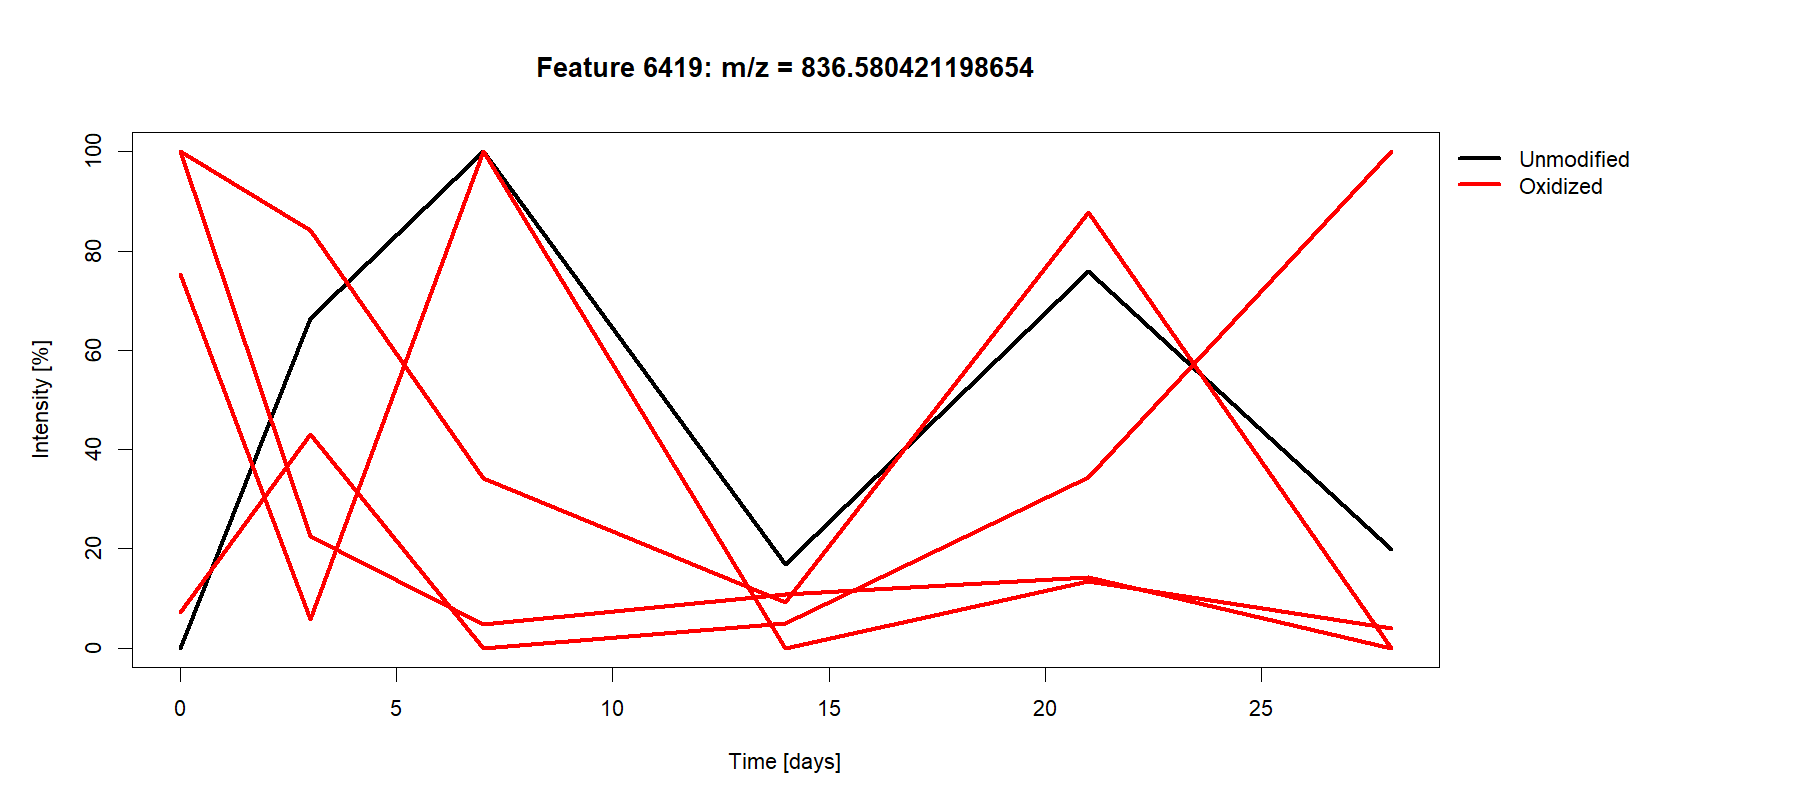 Feature 6419: m/z = 836.580421198654
Unmodified
Oxidized
Intensity [%]
100
80
60
40
20
0
0 5 10 15 20 25
Time [days]